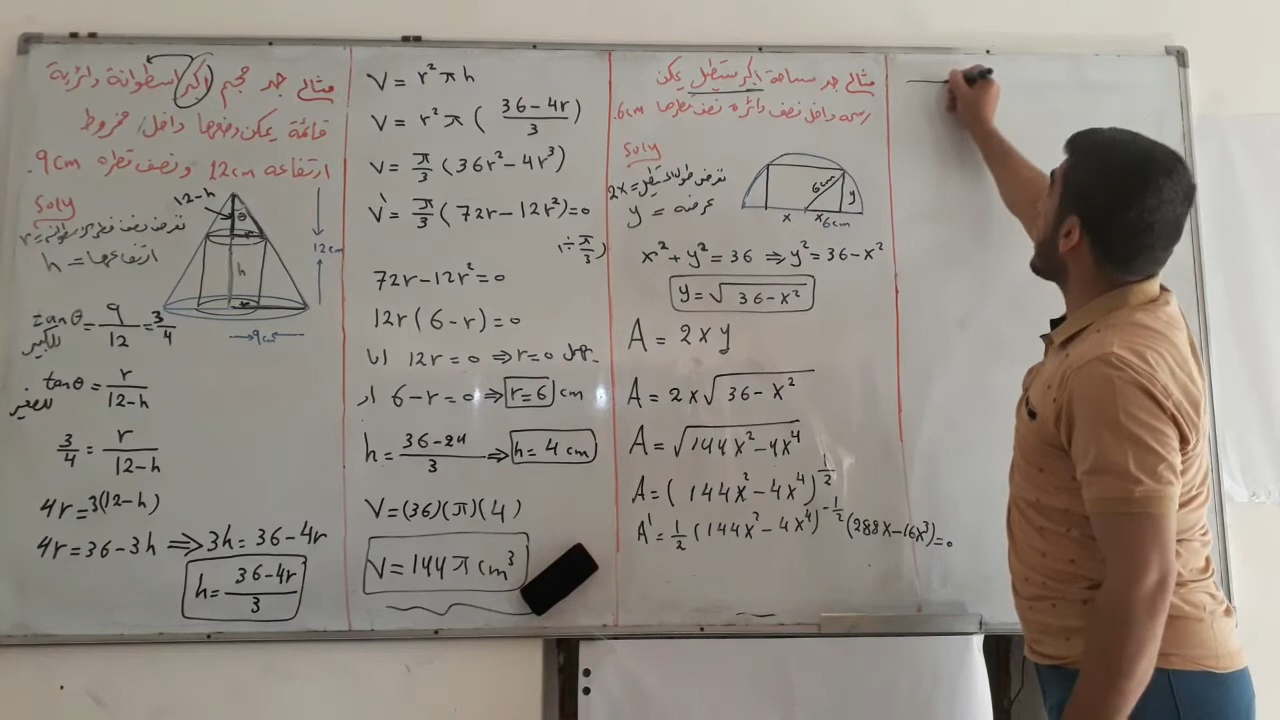 مثال جد حجم اكبر اسطوانة دائرية
قائمة يمكن وضعها داخل مخروط
ارتفاعه 12cm ونصف قطره 9cm.
Sol
نفرض نصف قطر الاسطوانة = r
ارتفاعها = h
12-h
θ
h
12cm
9cm
tanθ = 9/12 = 3/4
للكبير
tanθ = r/12-h
للصغير
3/4 = r/12-h
4r = 3(12-h)
4r = 36-3h ⇒ 3h = 36-4r
h = 36-4r/3
V = r²πh
V = r²π(36-4r/3)
V = π/3 (36r²-4r³)
V' = π/3 (72r-12r²)=0
] ÷ π/3
72r-12r²=0
12r(6-r)=0
اما 12r=0 ⇒ r=0 يهمل
او 6-r=0 ⇒ r=6 cm
h = 36-24/3 ⇒ h=4cm
V=(36)(π)(4)
V=144π cm³
مثال جد مساحة اكبر مستطيل يمكن
رسمه داخل نصف دائرة نصف قطرها 6cm.
Sol
نفرض طول المستطيل = 2x
عرضه = y
6cm
y
x
x
6cm
x²+y²=36 ⇒ y²=36-x²
y=√36-x²
A = 2xy
A = 2x√36-x²
A = √144x²-4x⁴
A = (144x²-4x⁴)^1/2
A' = 1/2 (144x²-4x⁴)^-1/2 (288x-16x³)=0